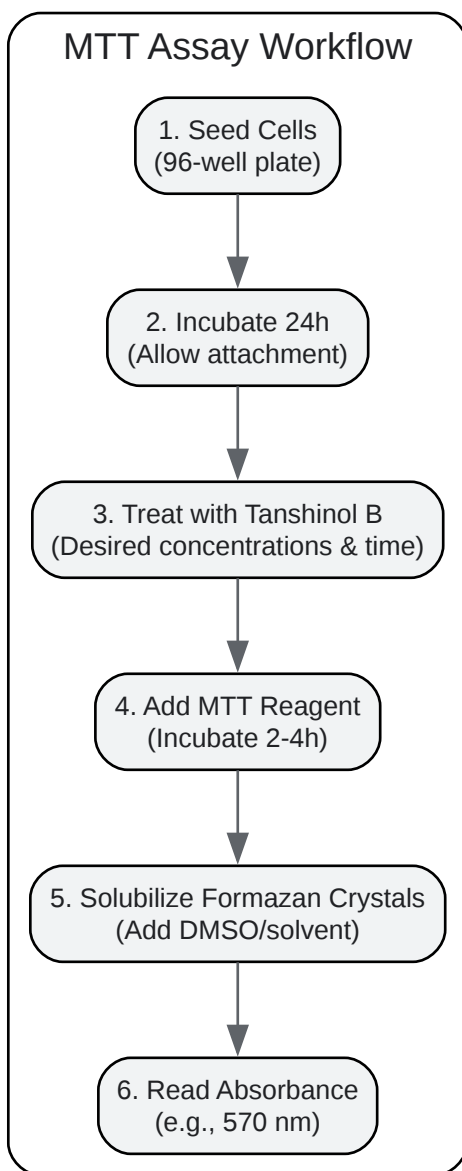 MTT Assay Workflow
1. Seed Cells
(96-well plate)
2. Incubate 24h
(Allow attachment)
3. Treat with Tanshinol B
(Desired concentrations & time)
4. Add MTT Reagent
(Incubate 2-4h)
5. Solubilize Formazan Crystals
(Add DMSO/solvent)
6. Read Absorbance
(e.g., 570 nm)